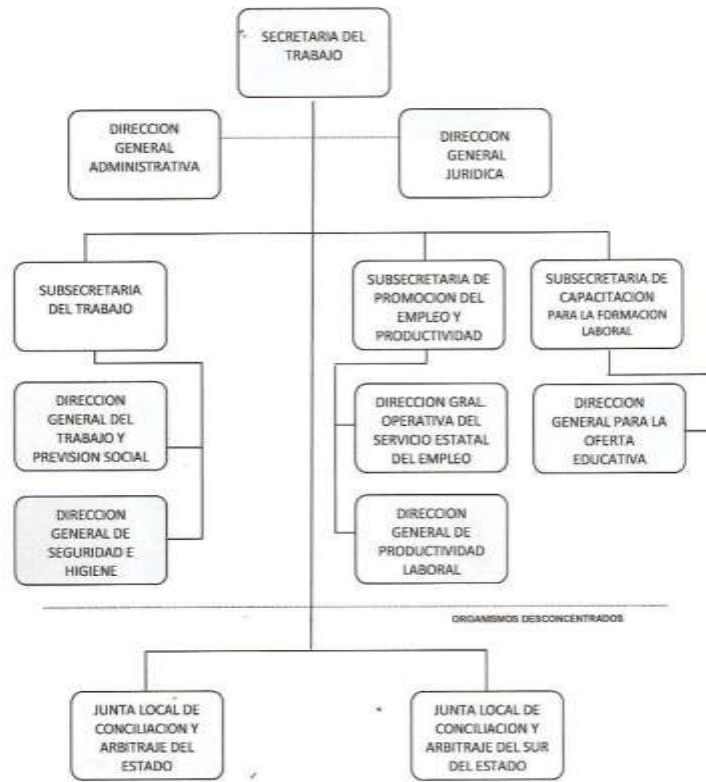 SECRETARIA DEL
TRABAJO
DIRECCION
GENERAL
ADMINISTRATIVA
DIRECCION
GENERAL
JURIDICA
SUBSECRETARIA
DEL TRABAJO
SUBSECRETARIA DE
PROMOCION DEL
EMPLEO Y
PRODUCTIVIDAD
SUBSECRETARIA DE
CAPACITACION
PARA LA FORMACION
LABORAL
DIRECCION
GENERAL DEL
TRABAJO Y
PREVISION SOCIAL
DIRECCION GRAL.
OPERATIVA DEL
SERVICIO ESTATAL
DEL EMPLEO
DIRECCION
GENERAL PARA LA
OFERTA
EDUCATIVA
DIRECCION
GENERAL DE
SEGURIDAD E
HIGIENE
DIRECCION
GENERAL DE
PRODUCTIVIDAD
LABORAL
ORGANISMOS DESCONCENTRADOS
JUNTA LOCAL DE
CONCILIACION Y
ARBITRAJE DEL
ESTADO
JUNTA LOCAL DE
CONCILIACION Y
ARBITRAJE DEL SUR
DEL ESTADO